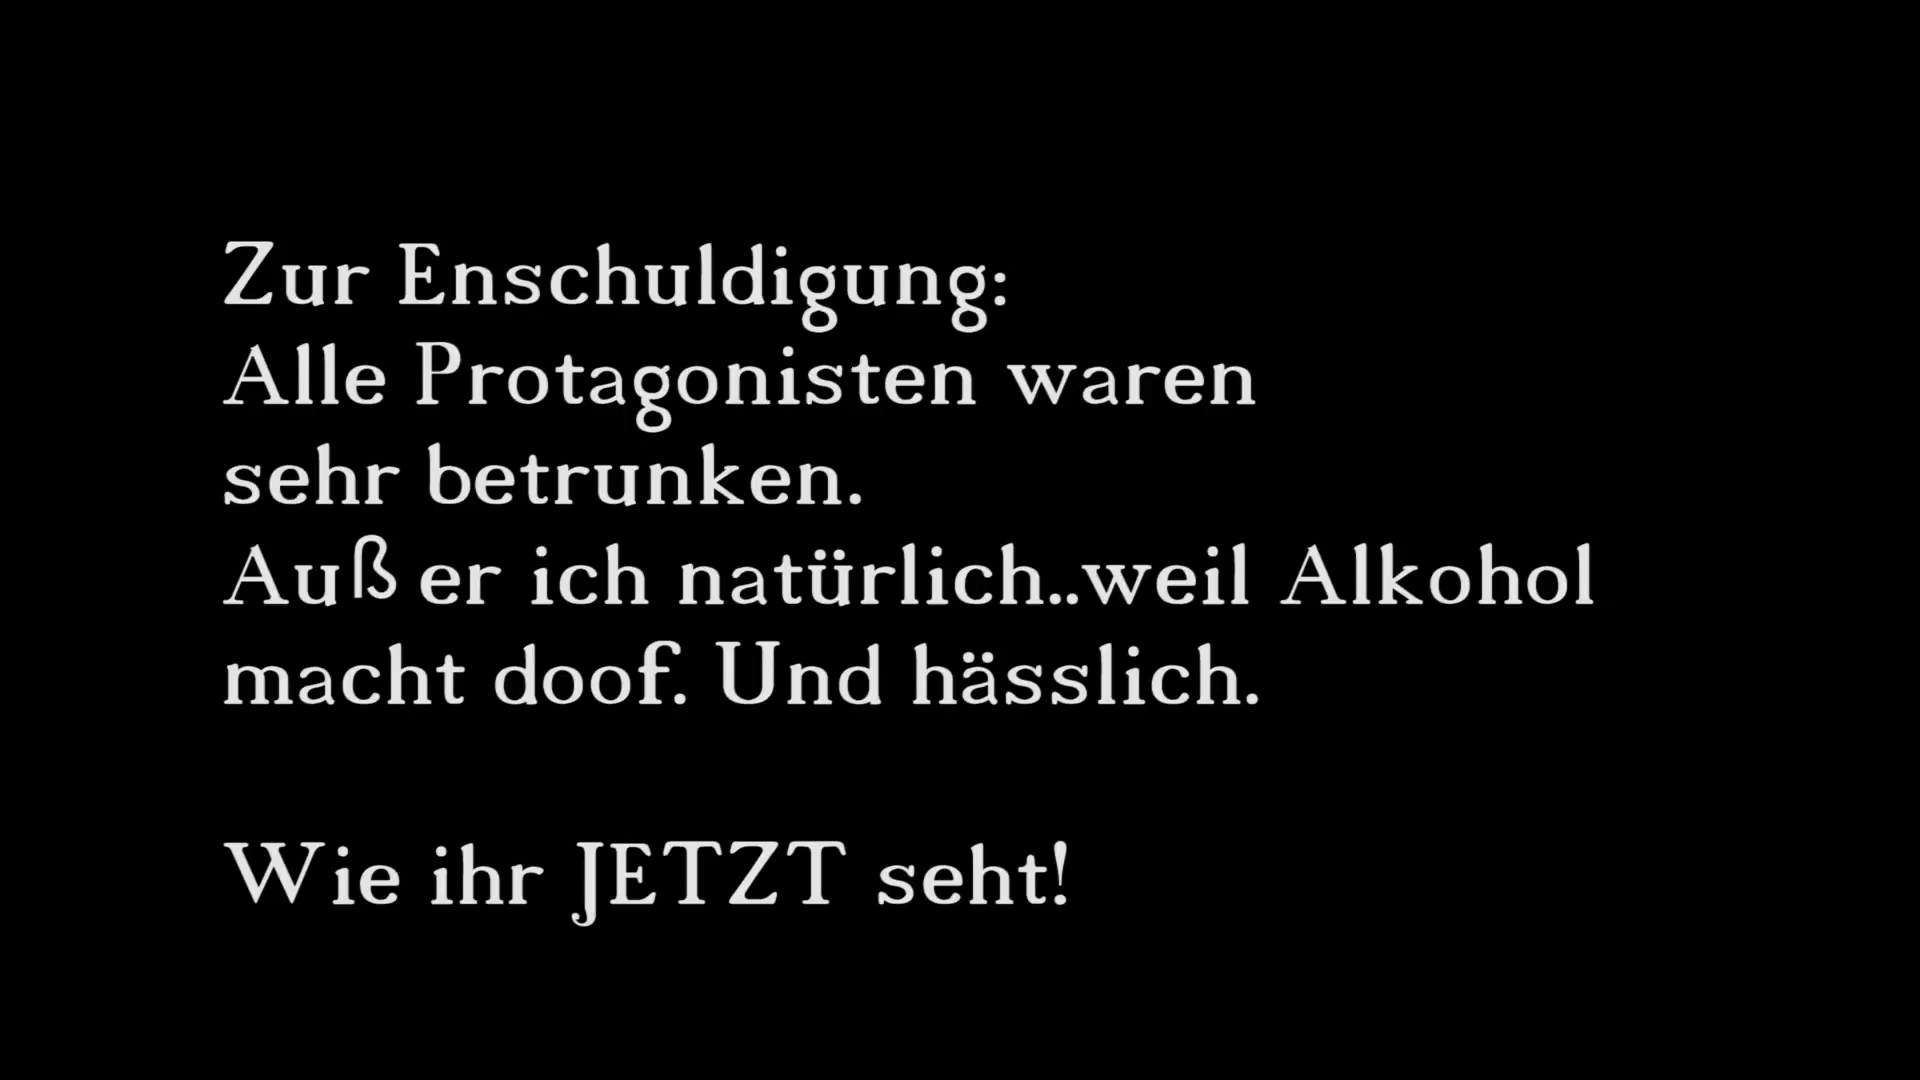 Zur Enschuldigung:
Alle Protagonisten waren
sehr betrunken.
Außer ich natürlich..weil Alkohol
macht doof. Und hässlich.
Wie ihr JETZT seht!